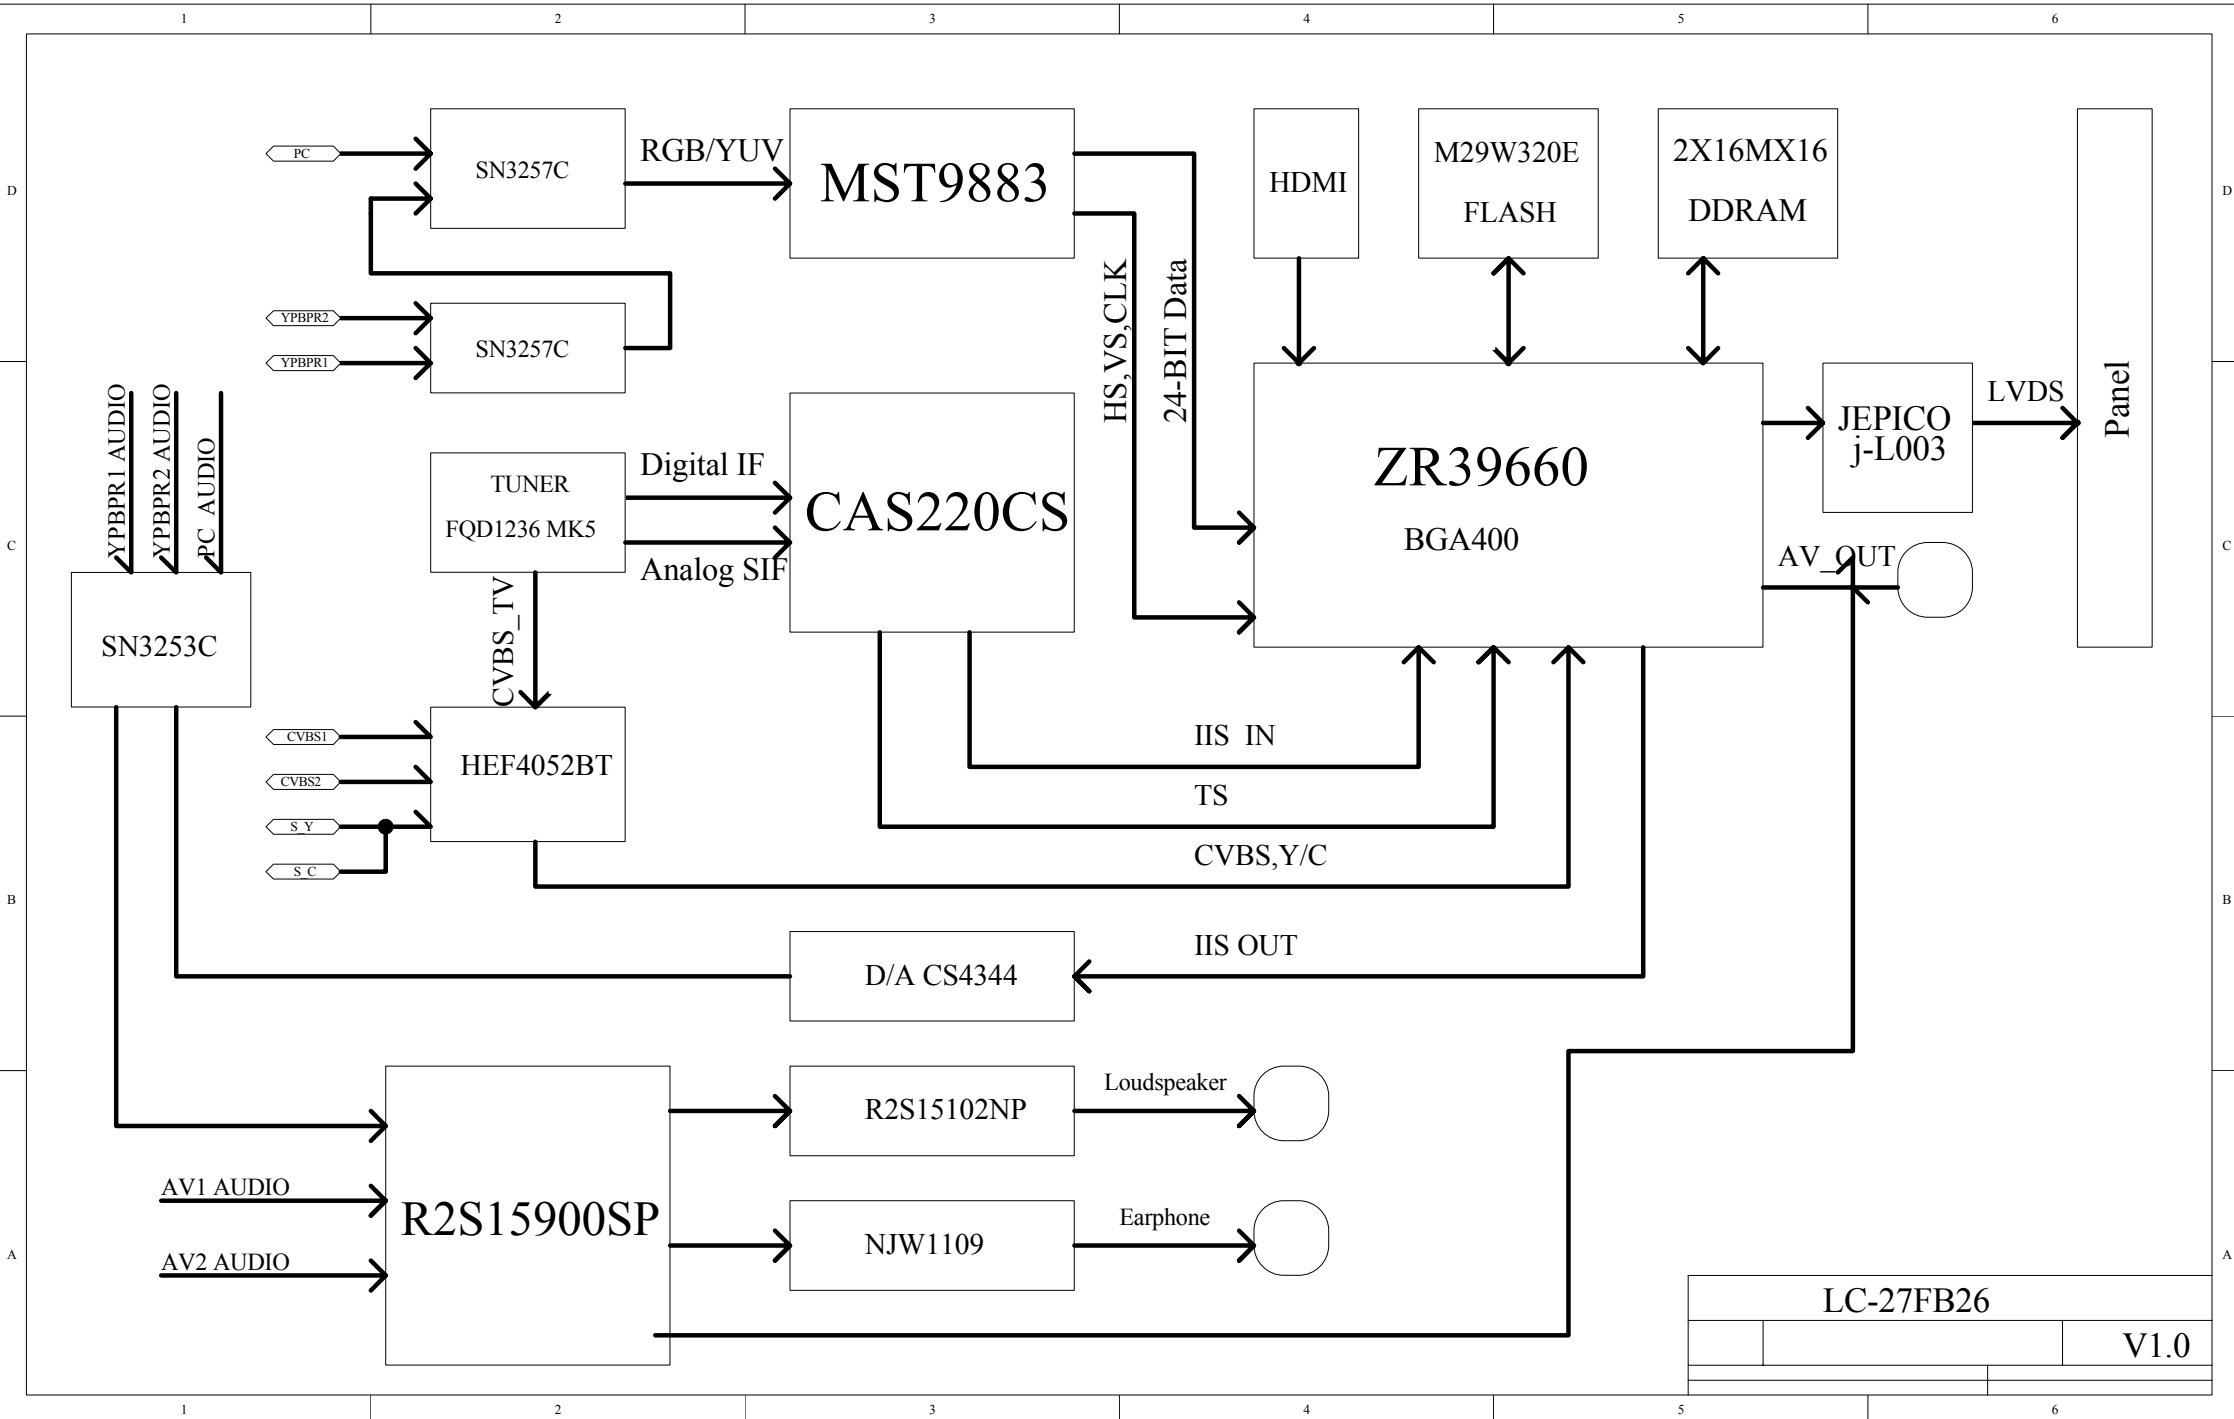 1 2 3 4 5 6
D D
PC
SN3257C
RGB/YUV
MST9883
HDMI
M29W320E
FLASH
2X16MX16
DDRAM
YPBPR2
YPBPR1
SN3257C
HS,VS,CLK
24-BIT Data
YPBPR1 AUDIO
YPBPR2 AUDIO
PC AUDIO
TUNER
FQD1236 MK5
Digital IF
Analog SIF
CAS220CS
ZR39660
BGA400
JEPICO
j-L003
LVDS
Panel
C C
AV_OUT
SN3253C
CVBS_TV
CVBS1
CVBS2
S_Y
S_C
HEF4052BT
IIS IN
TS
CVBS,Y/C
B B
D/A CS4344
IIS OUT
R2S15900SP
AV1 AUDIO
AV2 AUDIO
R2S15102NP
Loudspeaker
NJW1109
Earphone
A A
LC-27FB26
V1.0
1 2 3 4 5 6